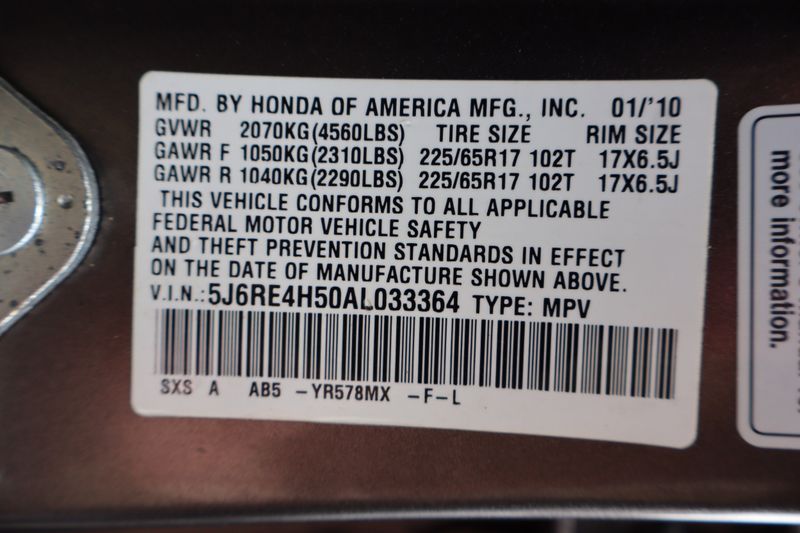 MFD. BY HONDA OF AMERICA MFG., INC. 01/'10
GVWR 2070KG(4560LBS) TIRE SIZE RIM SIZE
GAWR F 1050KG(2310LBS) 225/65R17 102T 17X6.5J
GAWR R 1040KG(2290LBS) 225/65R17 102T 17X6.5J
THIS VEHICLE CONFORMS TO ALL APPLICABLE
FEDERAL MOTOR VEHICLE SAFETY
AND THEFT PREVENTION STANDARDS IN EFFECT
ON THE DATE OF MANUFACTURE SHOWN ABOVE.
V.I.N.: 5J6RE4H50AL033364 TYPE: MPV
SXS A AB5 -YR578MX -F-L
more information.